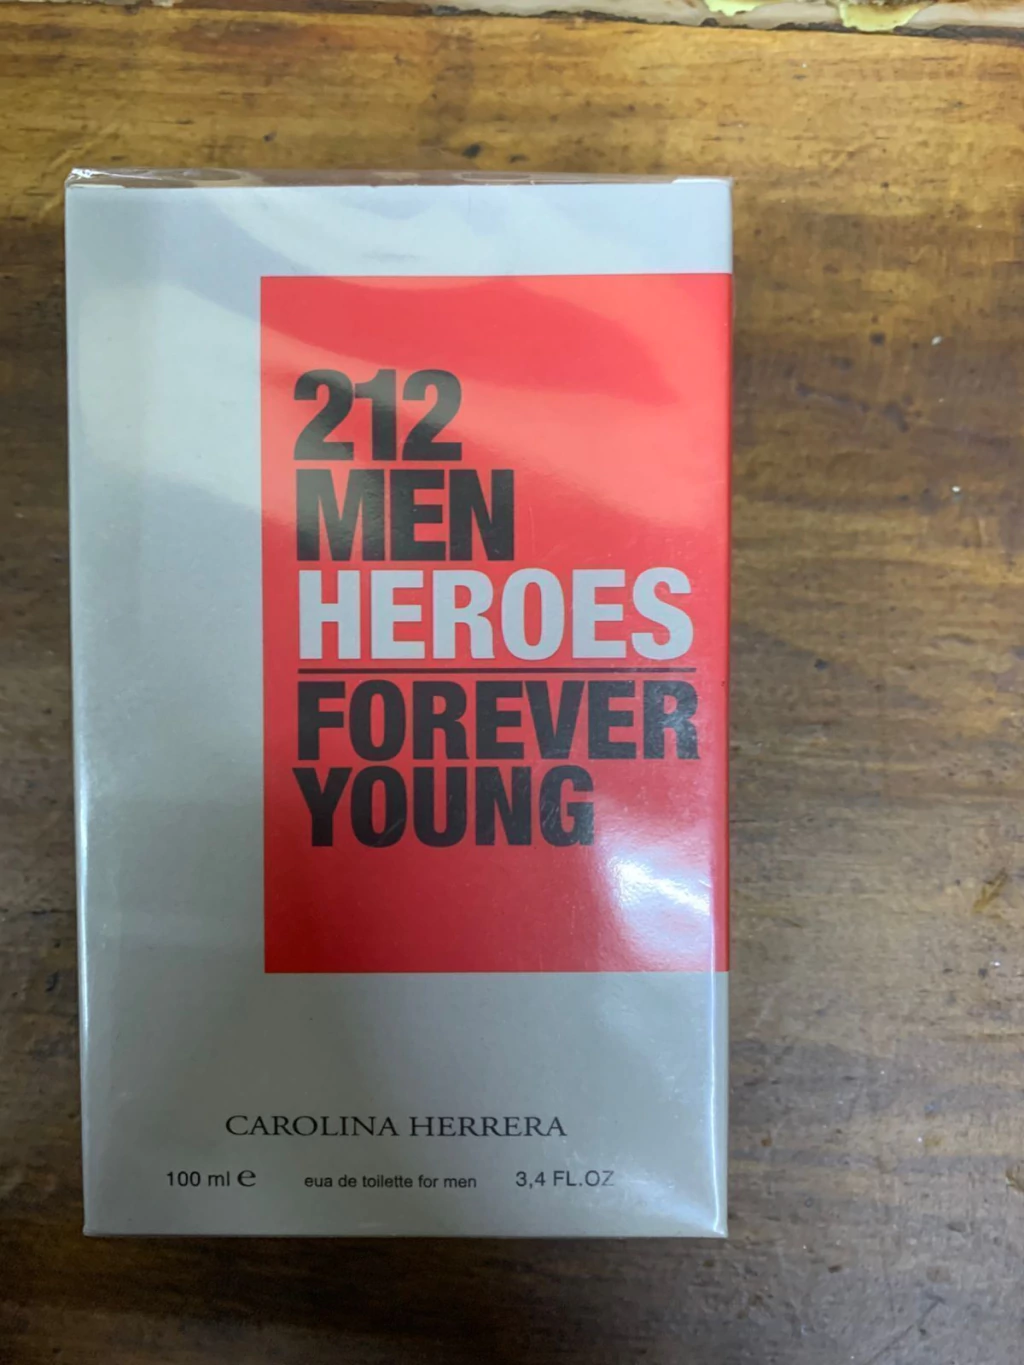 212
MEN
HEROES
FOREVER
YOUNG
CAROLINA HERRERA
100 ml ℮ eua de toilette for men 3,4 FL.OZ